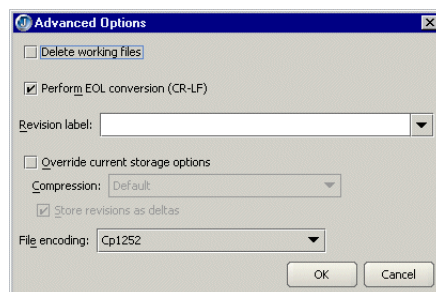 Advanced Options
Delete working files
Perform EOL conversion (CR-LF)
Revision label:
Override current storage options
Compression: Default
Store revisions as deltas
File encoding: Cp1252
OK Cancel